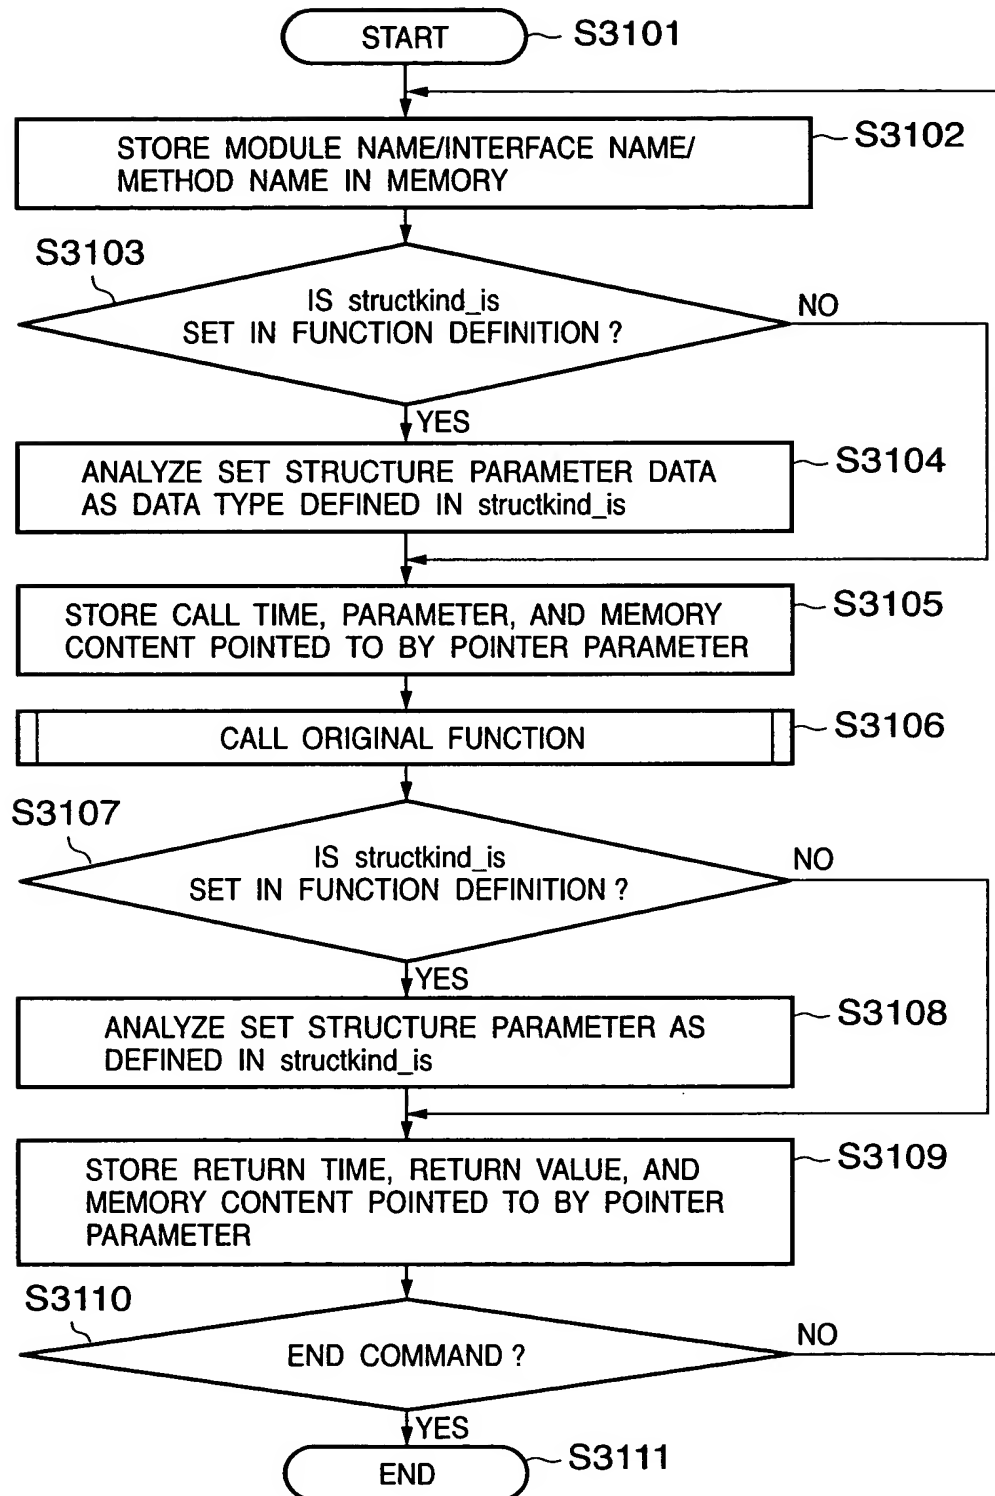 START
S3101
STORE MODULE NAME/INTERFACE NAME/
METHOD NAME IN MEMORY
S3102
S3103
IS structkind_is
SET IN FUNCTION DEFINITION ?
NO
YES
ANALYZE SET STRUCTURE PARAMETER DATA
AS DATA TYPE DEFINED IN structkind_is
S3104
STORE CALL TIME, PARAMETER, AND MEMORY
CONTENT POINTED TO BY POINTER PARAMETER
S3105
CALL ORIGINAL FUNCTION
S3106
S3107
IS structkind_is
SET IN FUNCTION DEFINITION ?
NO
YES
ANALYZE SET STRUCTURE PARAMETER AS
DEFINED IN structkind_is
S3108
STORE RETURN TIME, RETURN VALUE, AND
MEMORY CONTENT POINTED TO BY POINTER
PARAMETER
S3109
S3110
END COMMAND ?
NO
YES
END
S3111